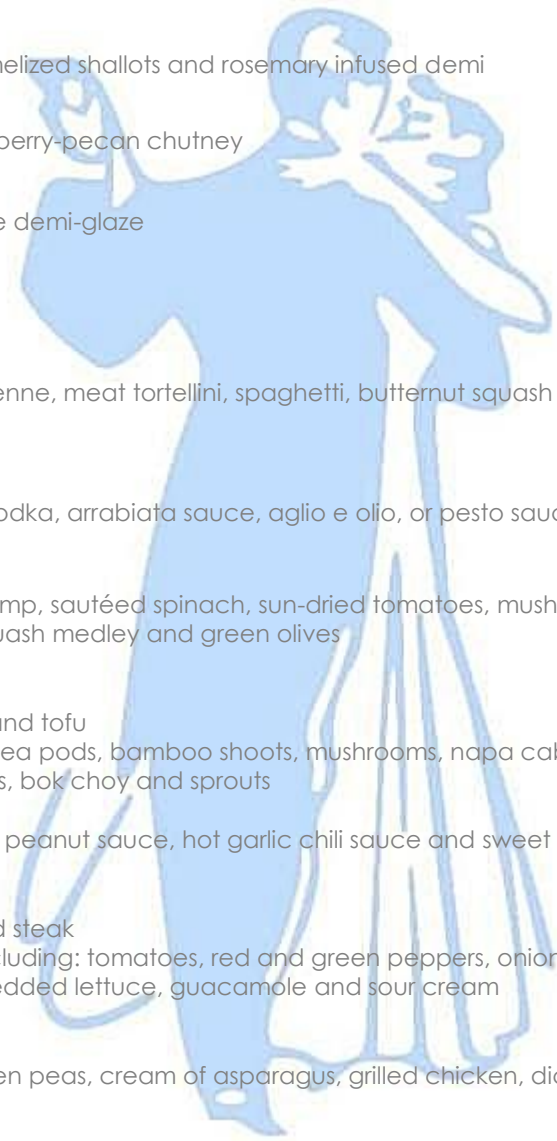 melized shallots and rosemary infused demi
berry-pecan chutney
e demi-glaze
enne, meat tortellini, spaghetti, butternut squash
odka, arrabiata sauce, aglio e olio, or pesto sauc
mp, sautéed spinach, sun-dried tomatoes, mush
uash medley and green olives
and tofu
ea pods, bamboo shoots, mushrooms, napa cab
s, bok choy and sprouts
peanut sauce, hot garlic chili sauce and sweet
d steak
cluding: tomatoes, red and green peppers, onion
edded lettuce, guacamole and sour cream
en peas, cream of asparagus, grilled chicken, dic